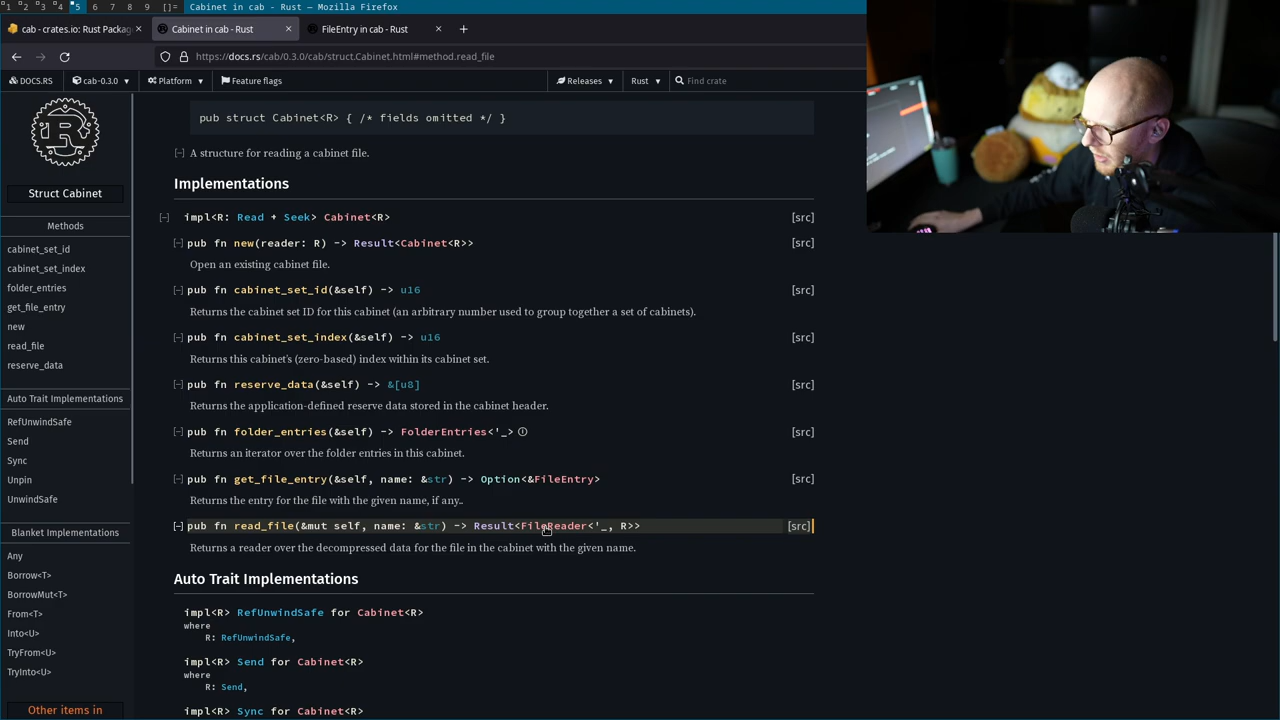 1 2 3 4 5 6 7 8 9 []= Cabinet in cab - Rust — Mozilla Firefox
cab - crates.io: Rust Packag
Cabinet in cab - Rust
FileEntry in cab - Rust
https://docs.rs/cab/0.3.0/cab/struct.Cabinet.html#method.read_file
DOCS.RS cab-0.3.0 Platform Feature flags Releases Rust Find crate
Struct Cabinet
Methods
cabinet_set_id
cabinet_set_index
folder_entries
get_file_entry
new
read_file
reserve_data
Auto Trait Implementations
RefUnwindSafe
Send
Sync
Unpin
UnwindSafe
Blanket Implementations
Any
Borrow<T>
BorrowMut<T>
From<T>
Into<U>
TryFrom<U>
TryInto<U>
Other items in
pub struct Cabinet<R> { /* fields omitted */ }
[−] A structure for reading a cabinet file.
Implementations
[−] impl<R: Read + Seek> Cabinet<R> [src]
[−] pub fn new(reader: R) -> Result<Cabinet<R>> [src]
Open an existing cabinet file.
[−] pub fn cabinet_set_id(&self) -> u16 [src]
Returns the cabinet set ID for this cabinet (an arbitrary number used to group together a set of cabinets).
[−] pub fn cabinet_set_index(&self) -> u16 [src]
Returns this cabinet's (zero-based) index within its cabinet set.
[−] pub fn reserve_data(&self) -> &[u8] [src]
Returns the application-defined reserve data stored in the cabinet header.
[−] pub fn folder_entries(&self) -> FolderEntries<'_> ⓘ [src]
Returns an iterator over the folder entries in this cabinet.
[−] pub fn get_file_entry(&self, name: &str) -> Option<&FileEntry> [src]
Returns the entry for the file with the given name, if any..
[−] pub fn read_file(&mut self, name: &str) -> Result<FileReader<'_, R>> [src]
Returns a reader over the decompressed data for the file in the cabinet with the given name.
Auto Trait Implementations
impl<R> RefUnwindSafe for Cabinet<R>
where
R: RefUnwindSafe,
impl<R> Send for Cabinet<R>
where
R: Send,
impl<R> Sync for Cabinet<R>